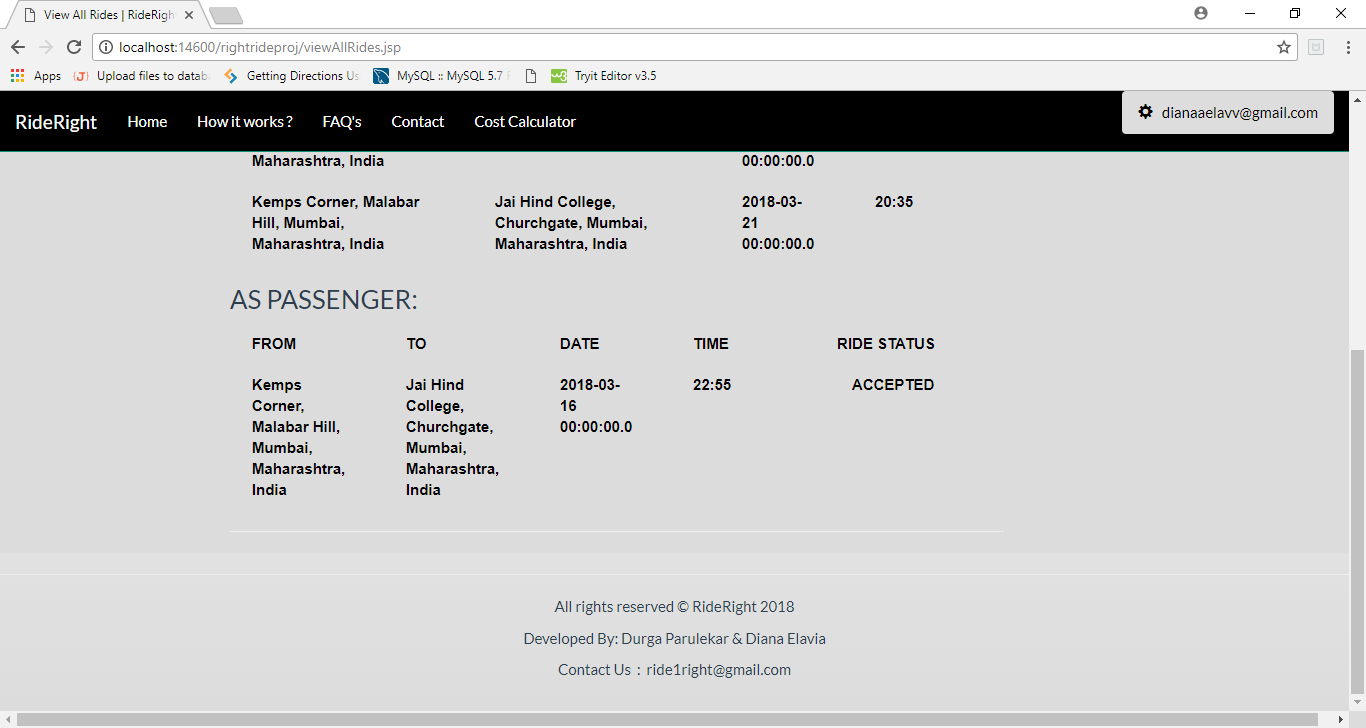 View All Rides | RideRigh
localhost:14600/rightrideproj/viewAllRides.jsp
Apps Upload files to datab Getting Directions Us MySQL :: MySQL 5.7 Tryit Editor v3.5
RideRight Home How it works ? FAQ's Contact Cost Calculator dianaaelavv@gmail.com
Maharashtra, India 00:00:00.0
Kemps Corner, Malabar Jai Hind College, 2018-03- 20:35
Hill, Mumbai, Churchgate, Mumbai, 21
Maharashtra, India Maharashtra, India 00:00:00.0
AS PASSENGER:
FROM TO DATE TIME RIDE STATUS
Kemps Jai Hind 2018-03- 22:55 ACCEPTED
Corner, College, 16
Malabar Hill, Churchgate, 00:00:00.0
Mumbai, Mumbai,
Maharashtra, Maharashtra,
India India
All rights reserved © RideRight 2018
Developed By: Durga Parulekar & Diana Elavia
Contact Us : ride1right@gmail.com